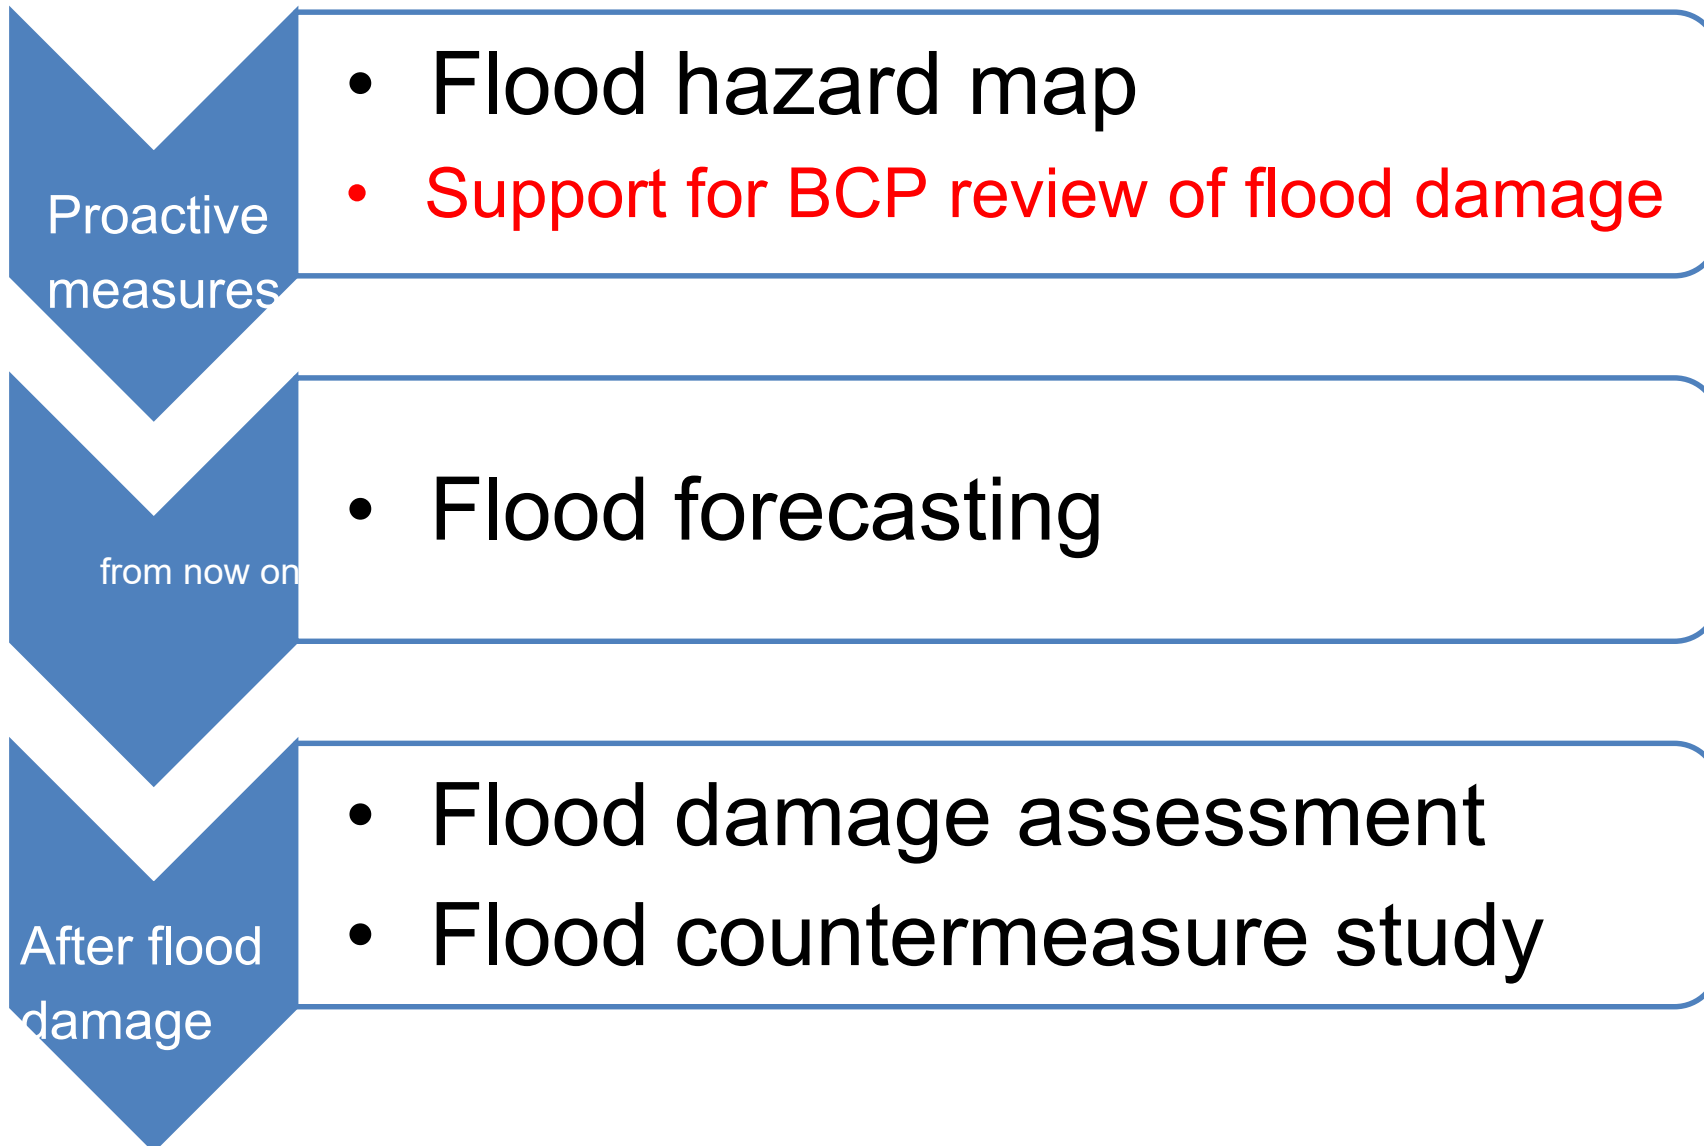 Proactive
measures
• Flood hazard map
• Support for BCP review of flood damage
from now on
• Flood forecasting
After flood
damage
• Flood damage assessment
• Flood countermeasure study